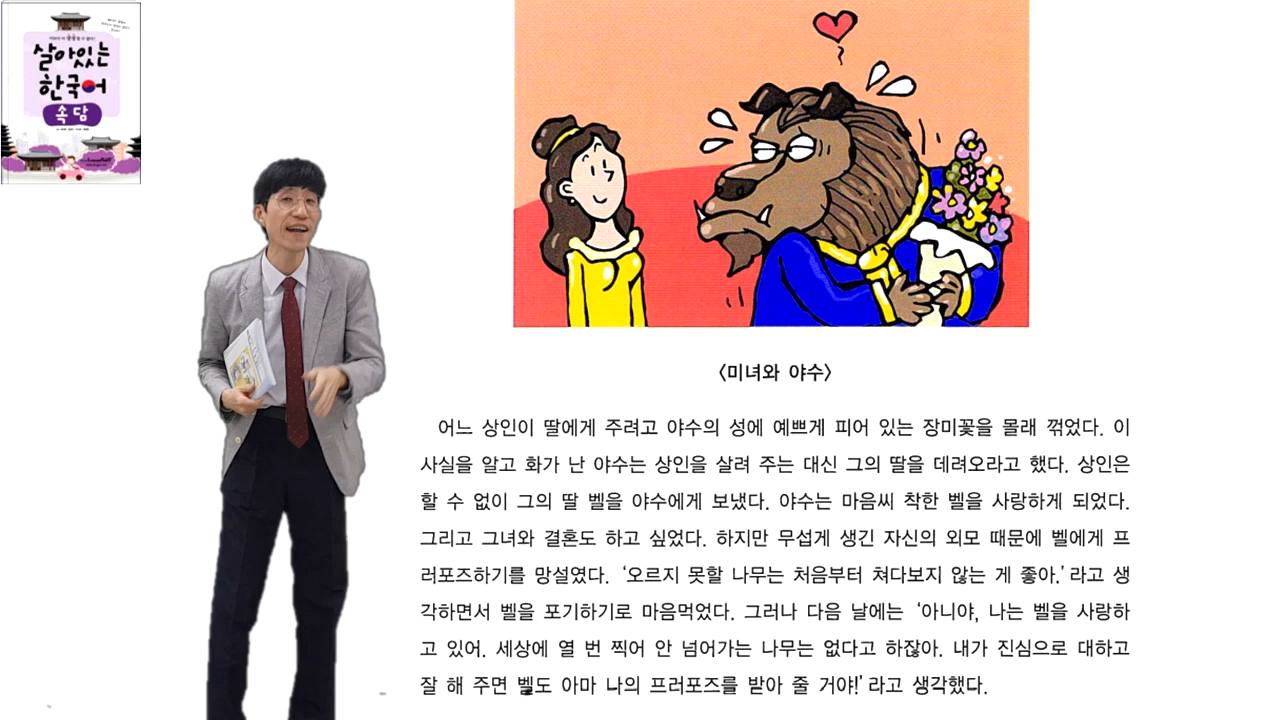 살아있는
한국어
속담
<미녀와 야수>
어느 상인이 딸에게 주려고 야수의 성에 예쁘게 피어 있는 장미꽃을 몰래 꺾었다. 이
사실을 알고 화가 난 야수는 상인을 살려 주는 대신 그의 딸을 데려오라고 했다. 상인은
할 수 없이 그의 딸 벨을 야수에게 보냈다. 야수는 마음씨 착한 벨을 사랑하게 되었다.
그리고 그녀와 결혼도 하고 싶었다. 하지만 무섭게 생긴 자신의 외모 때문에 벨에게 프
러포즈하기를 망설였다. ‘오르지 못할 나무는 처음부터 쳐다보지 않는 게 좋아.’라고 생
각하면서 벨을 포기하기로 마음먹었다. 그러나 다음 날에는 ‘아니야, 나는 벨을 사랑하
고 있어. 세상에 열 번 찍어 안 넘어가는 나무는 없다고 하잖아. 내가 진심으로 대하고
잘 해 주면 벨도 아마 나의 프러포즈를 받아 줄 거야!’라고 생각했다.